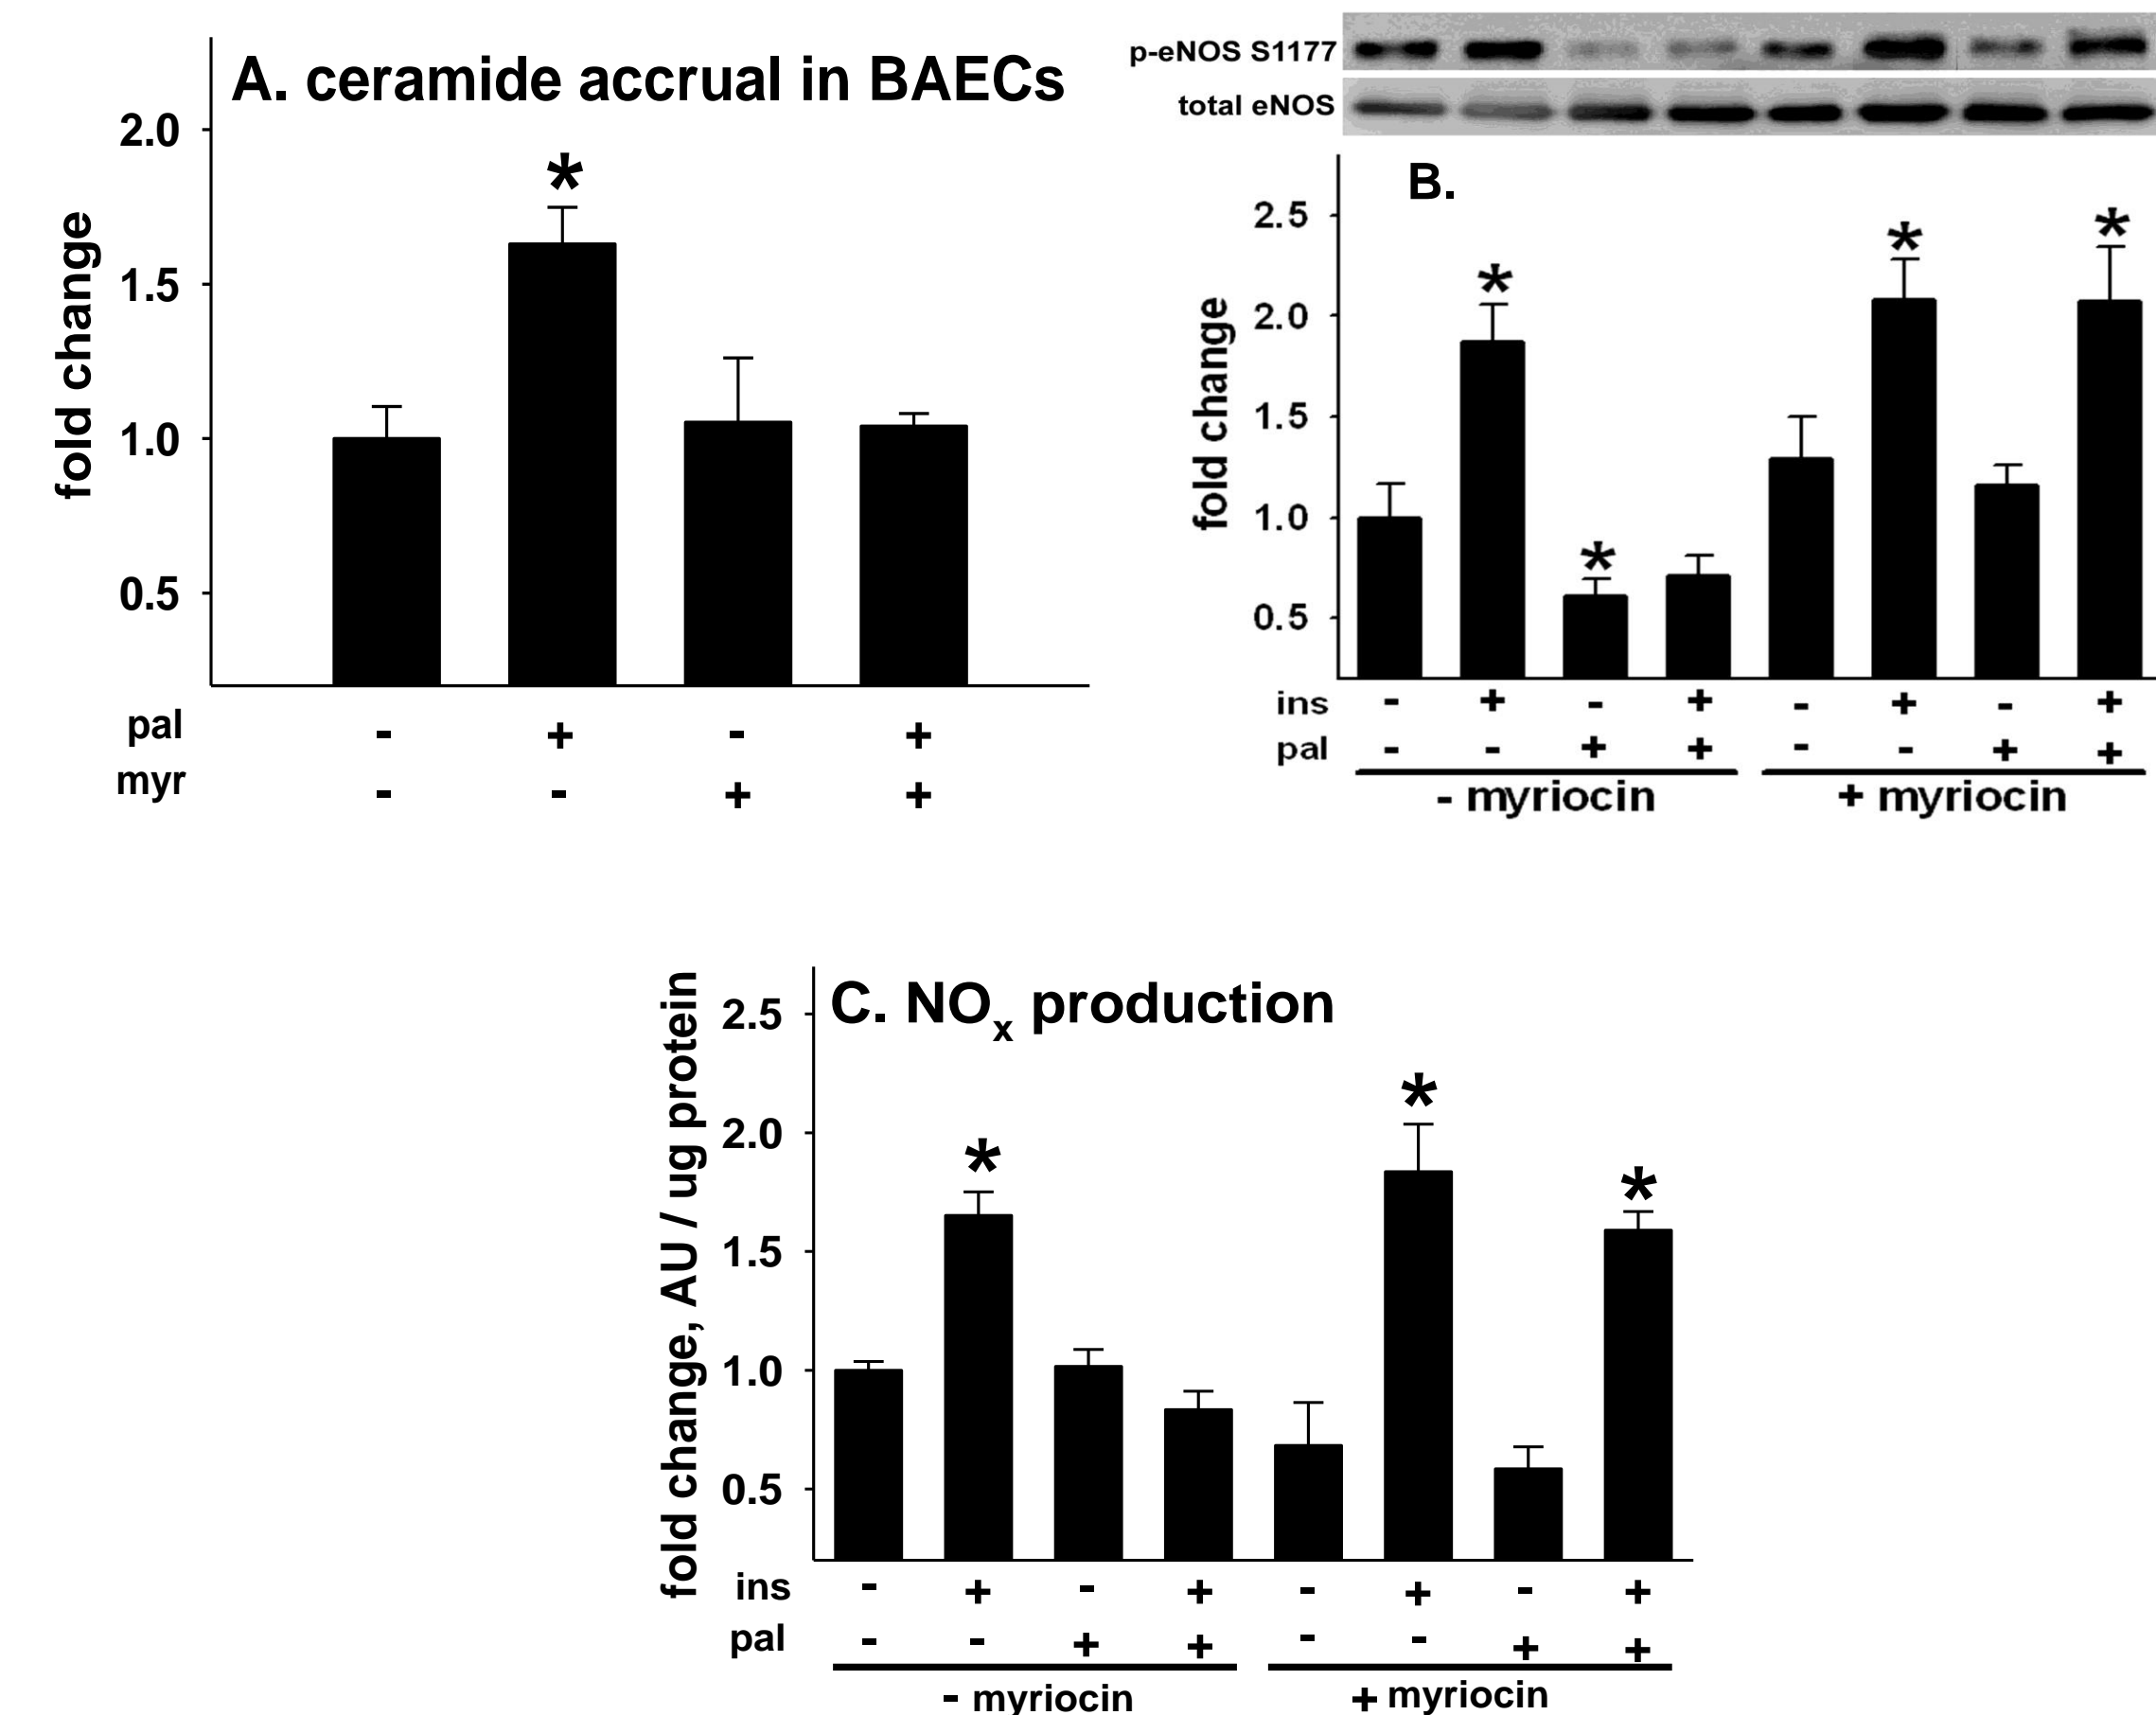 A. ceramide accrual in BAECs
*
fold change
2.0
1.5
1.0
0.5
pal - + - +
myr - - + +
p-eNOS S1177
total eNOS
B.
* * * *
fold change
2.5
2.0
1.5
1.0
0.5
ins - + - + - + - +
pal - - + + - - + +
- myriocin + myriocin
C. NOx production
* * *
fold change, AU / ug protein
2.5
2.0
1.5
1.0
0.5
ins - + - + - + - +
pal - - + + - - + +
- myriocin + myriocin